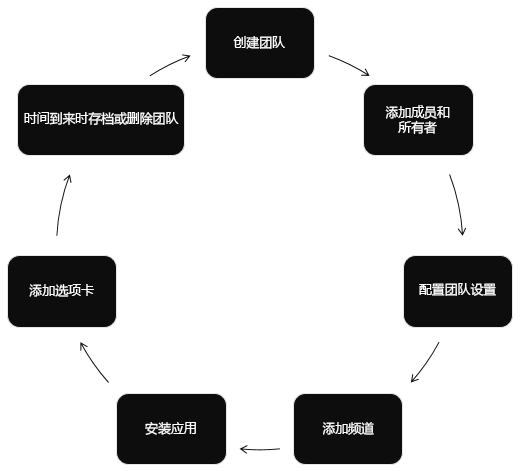 创建团队
添加成员和
所有者
配置团队设置
添加频道
安装应用
添加选项卡
时间到来时存档或删除团队